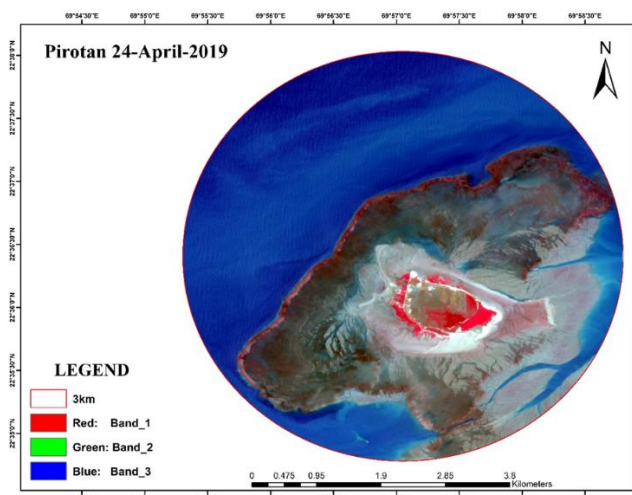 69°54'30"E 69°55'0"E 69°55'30"E 69°56'0"E 69°56'30"E 69°57'0"E 69°57'30"E 69°58'0"E 69°58'30"E
Pirotan 24-April-2019
N
22°38'0"N
22°37'30"N
22°37'0"N
22°36'30"N
22°36'0"N
22°35'30"N
22°35'0"N
LEGEND
3km
Red: Band_1
Green: Band_2
Blue: Band_3
0 0.475 0.95 1.9 2.85 3.8
Kilometers